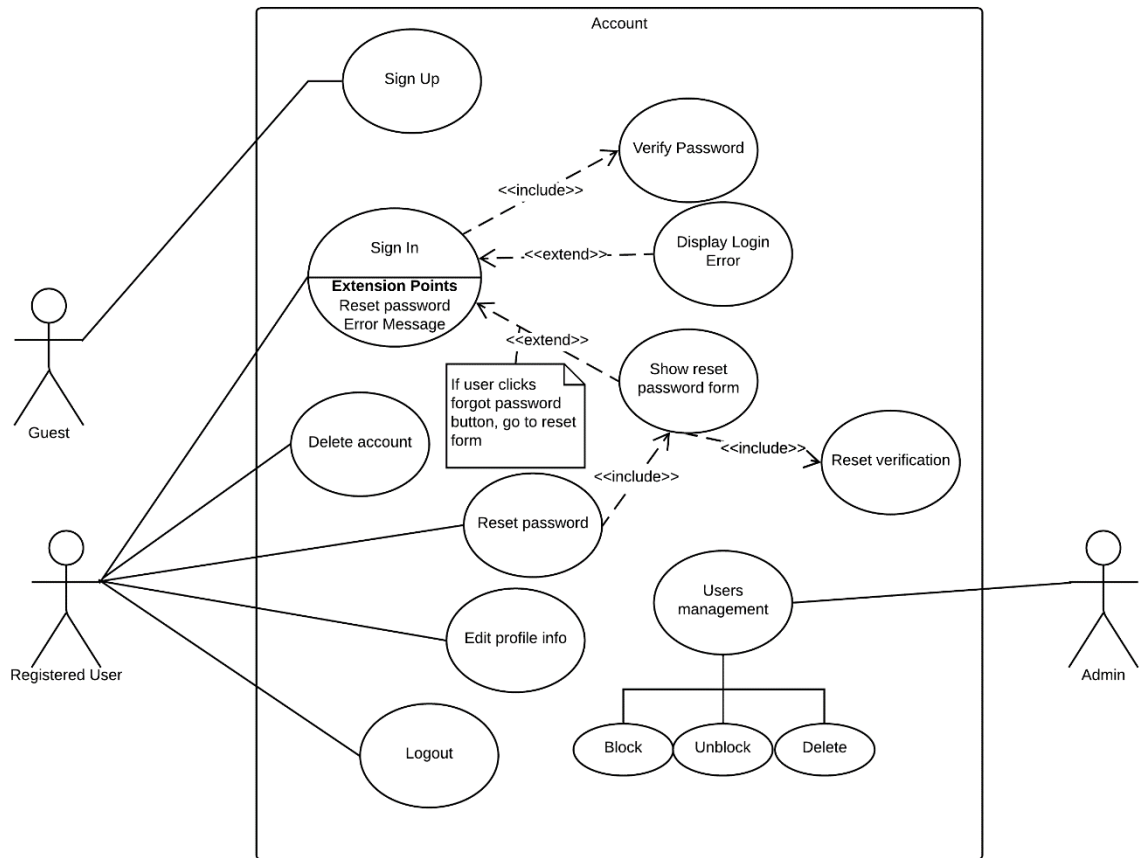 Account
Sign Up
Verify Password
<<include>>
Sign In
Display Login
Error
<<extend>>
Extension Points
Reset password
Error Message
<<extend>>
Show reset
password form
If user clicks
forgot password
button, go to reset
form
Guest
Delete account
<<include>>
Reset verification
<<include>>
Reset password
Users
management
Edit profile info
Registered User
Admin
Logout
Block
Unblock
Delete